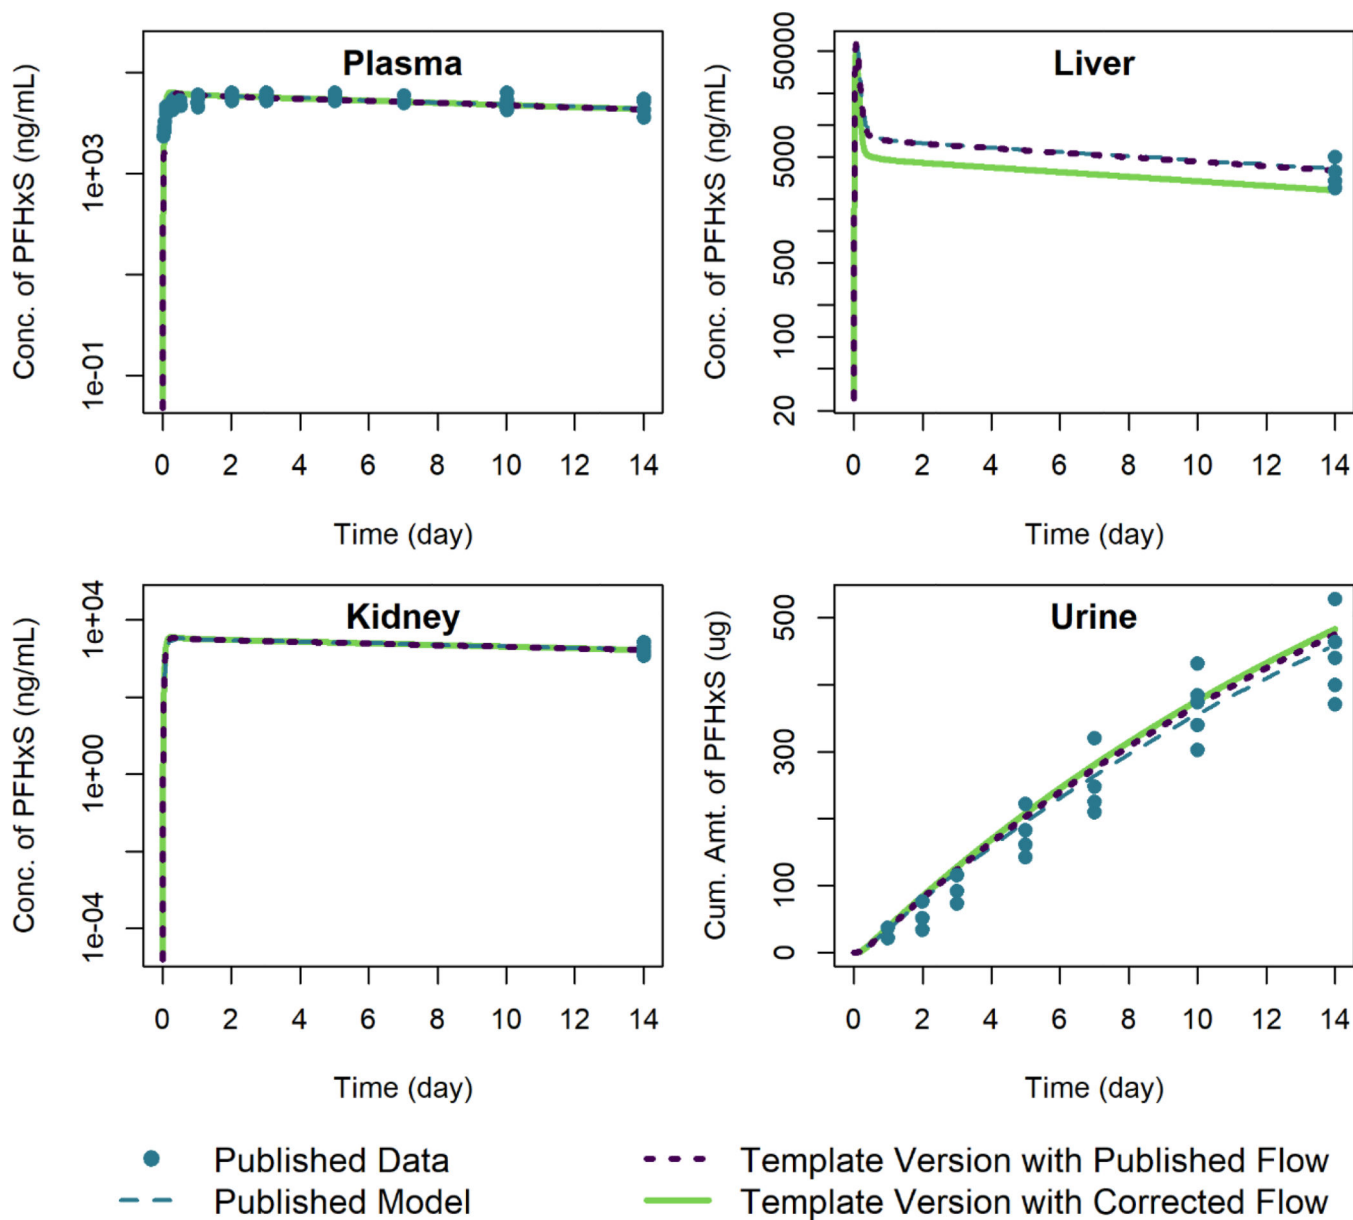 Plasma
Conc. of PFHxS (ng/mL)
1e+03
1e-01
0 2 4 6 8 10 12 14
Time (day)
Liver
Conc. of PFHxS (ng/mL)
50000
5000
500
100
20
0 2 4 6 8 10 12 14
Time (day)
Kidney
Conc. of PFHxS (ng/mL)
1e+04
1e+00
1e-04
0 2 4 6 8 10 12 14
Time (day)
Urine
Cum. Amt. of PFHxS (ug)
500
300
100
0
0 2 4 6 8 10 12 14
Time (day)
Published Data
Published Model
Template Version with Published Flow
Template Version with Corrected Flow